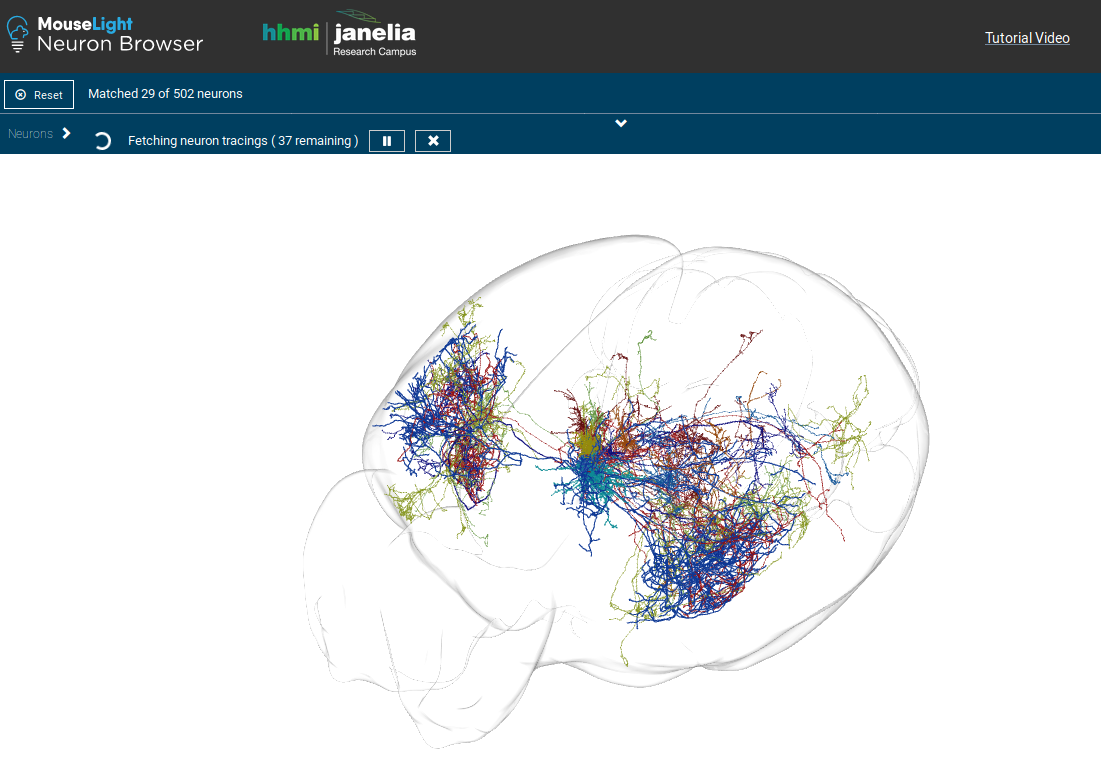 MouseLight
Neuron Browser
hhmi janelia
Research Campus
Tutorial Video
Reset
Matched 29 of 502 neurons
Neurons
Fetching neuron tracings ( 37 remaining )